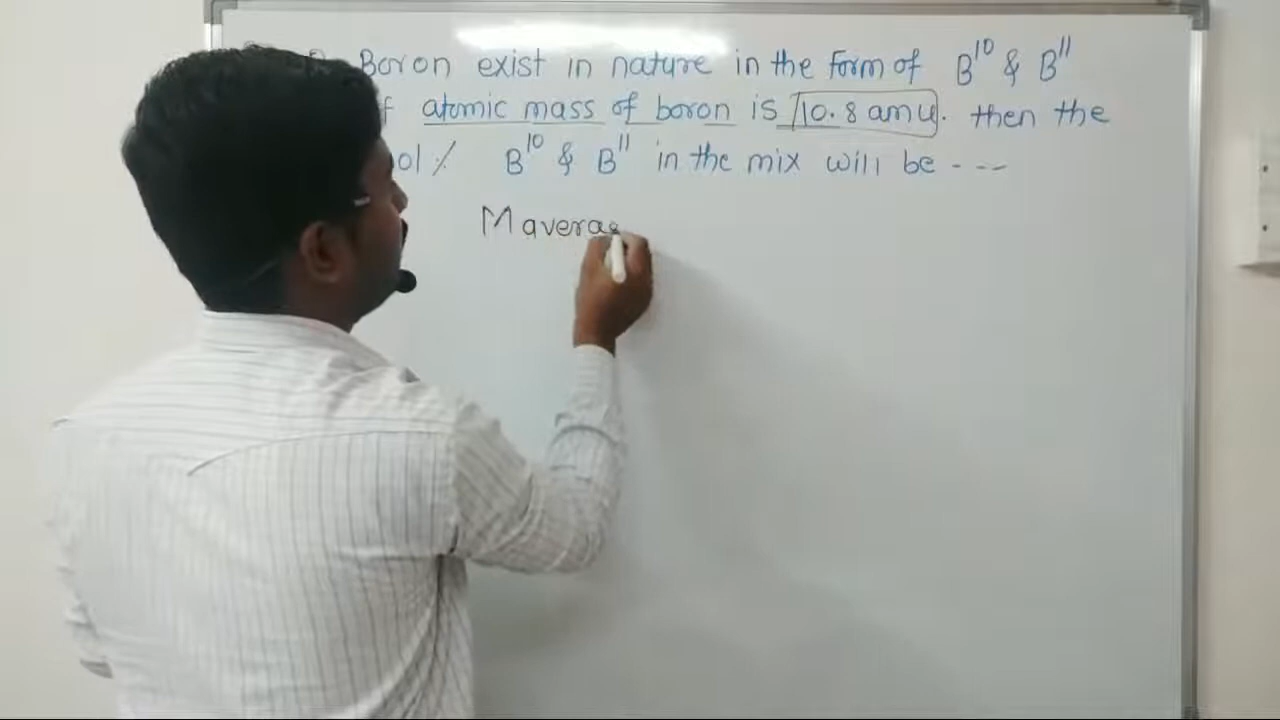 Boron exist in nature in the form of B¹⁰ & B¹¹
atomic mass of boron is 10.8 amu. then the
B¹⁰ & B¹¹ in the mix will be ---
M avera